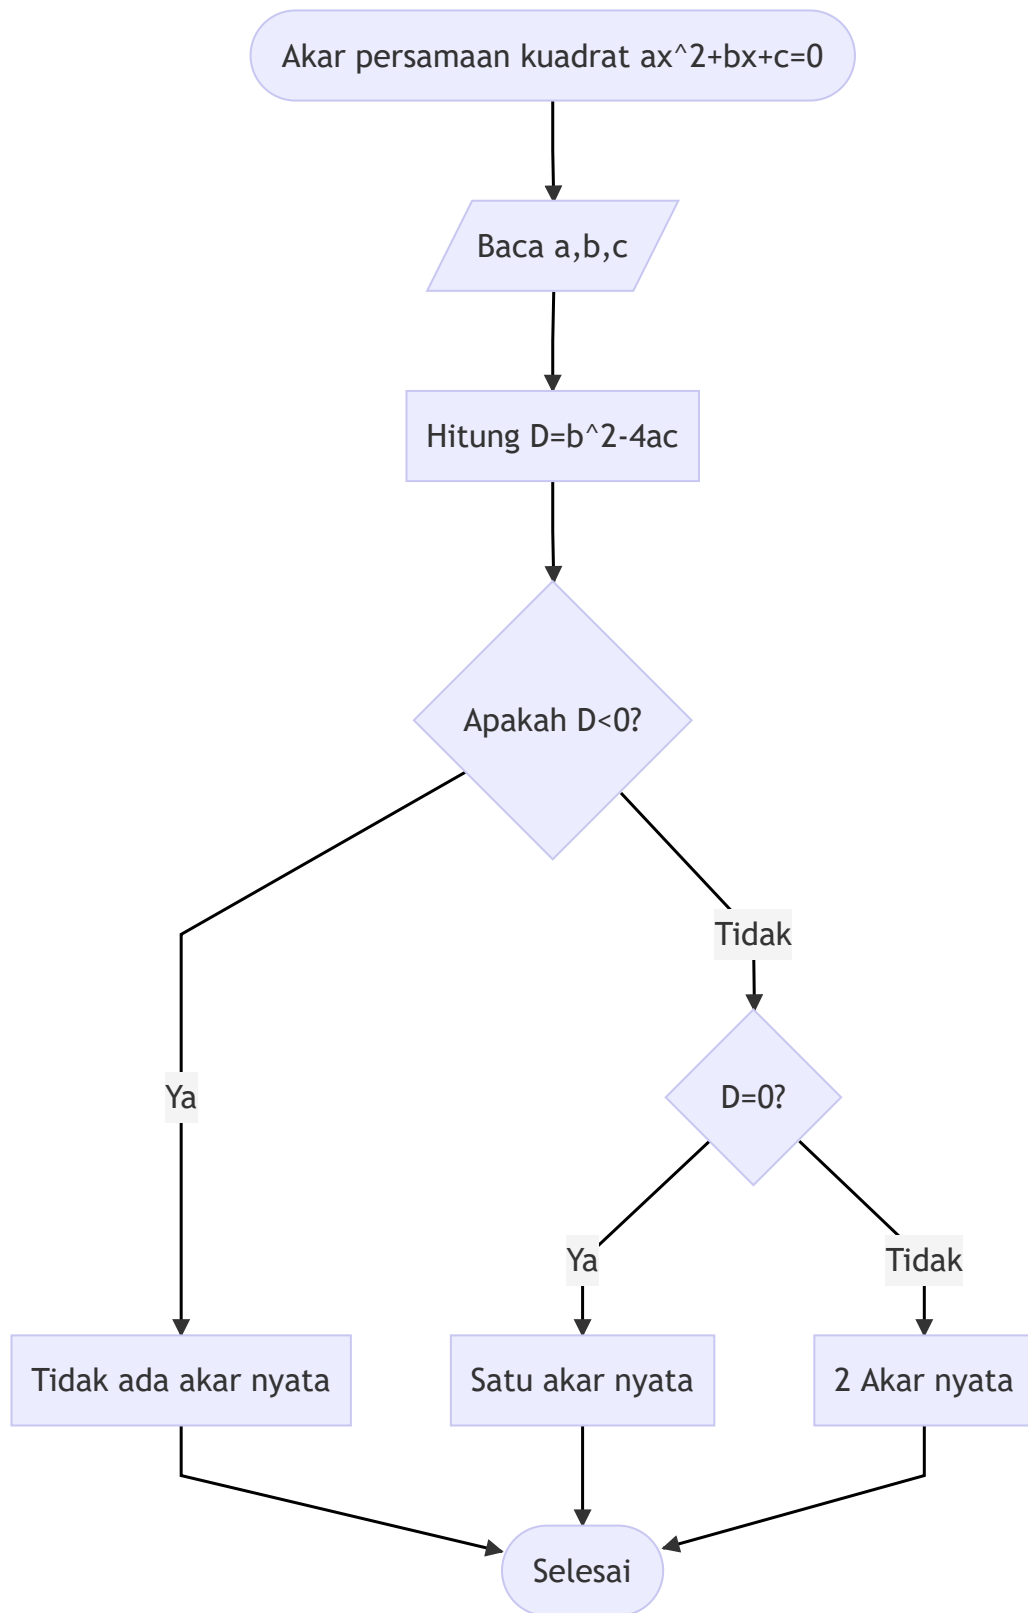 Akar persamaan kuadrat ax^2+bx+c=0
Baca a,b,c
Hitung D=b^2-4ac
Apakah D<0?
Tidak
Ya
D=0?
Ya
Tidak
Tidak ada akar nyata
Satu akar nyata
2 Akar nyata
Selesai